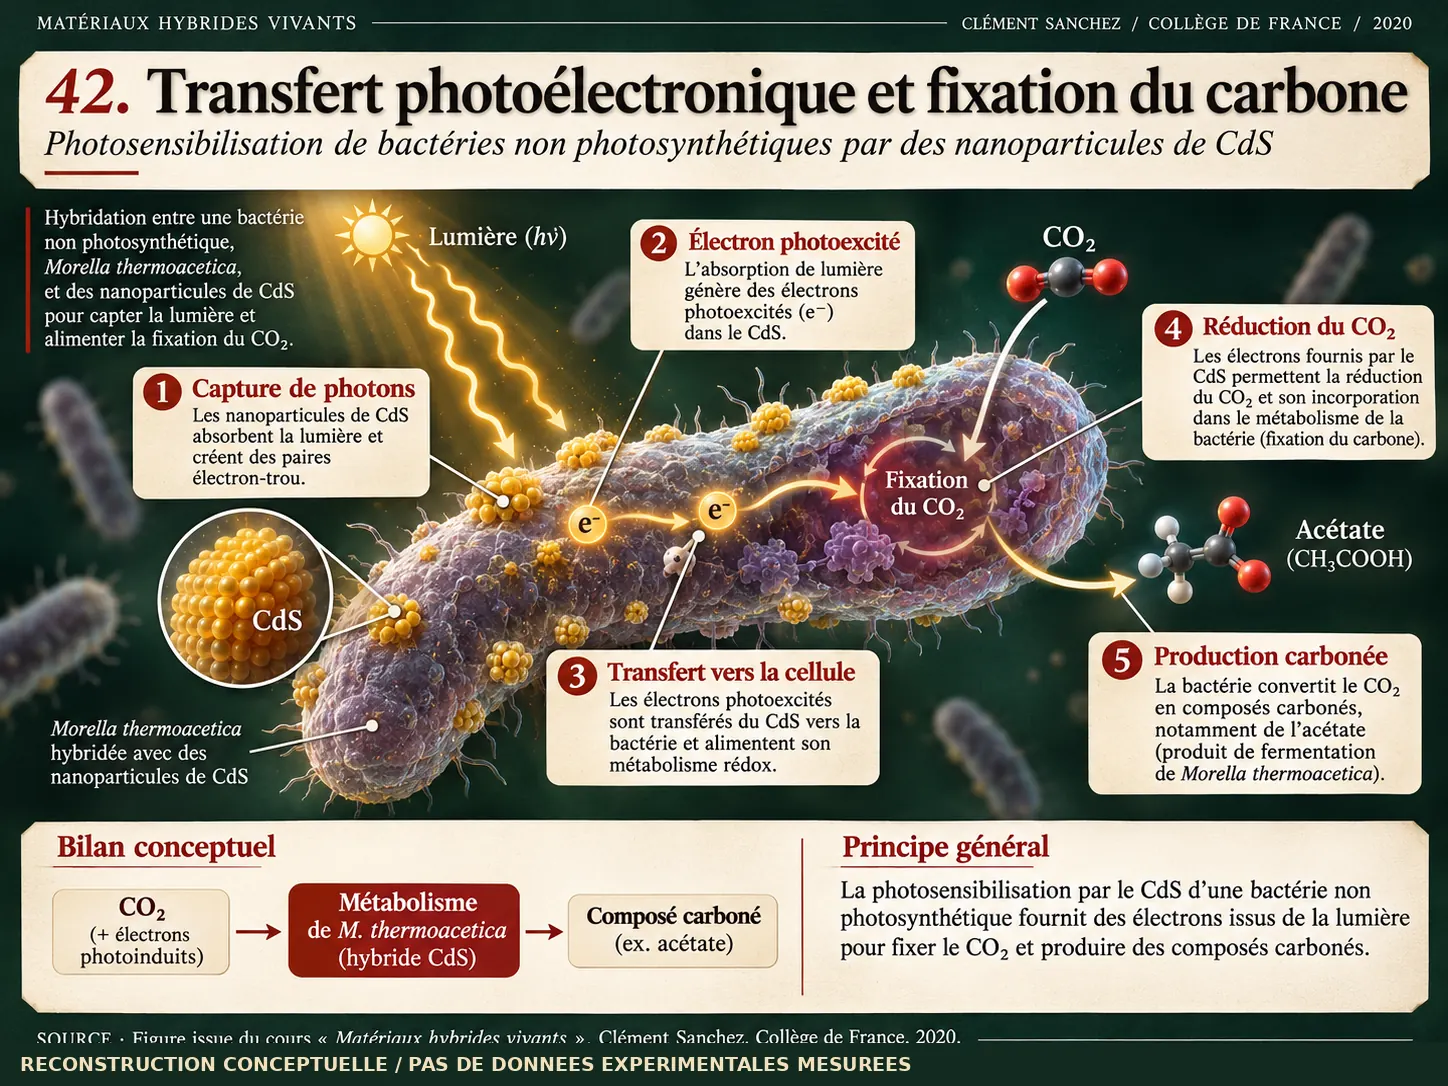 MATÉRIAUX HYBRIDES VIVANTS
CLÉMENT SANCHEZ / COLLÈGE DE FRANCE / 2020
42. Transfert photoélectronique et fixation du carbone
Photosensibilisation de bactéries non photosynthétiques par des nanoparticules de CdS
Hybridation entre une bactérie
non photosynthétique,
Morella thermoacetica,
et des nanoparticules de CdS
pour capter la lumière et
alimenter la fixation du CO₂.
Lumière (hν)
1 Capture de photons
Les nanoparticules de CdS
absorbent la lumière et
créent des paires
électron-trou.
2 Électron photoexcité
L'absorption de lumière
génère des électrons
photoexcités (e⁻)
dans le CdS.
CO₂
4 Réduction du CO₂
Les électrons fournis par le
CdS permettent la réduction
du CO₂ et son incorporation
dans le métabolisme de la
bactérie (fixation du carbone).
e⁻
e⁻
Fixation
du CO₂
CdS
Acétate
(CH₃COOH)
3 Transfert vers la cellule
Les électrons photoexcités
sont transférés du CdS vers la
bactérie et alimentent son
métabolisme rédox.
5 Production carbonée
La bactérie convertit le CO₂
en composés carbonés,
notamment de l'acétate
(produit de fermentation
de Morella thermoacetica).
Morella thermoacetica
hybridée avec des
nanoparticules de CdS
Bilan conceptuel
CO₂
(+ électrons
photoinduits)
Métabolisme
de M. thermoacetica
(hybride CdS)
Composé carboné
(ex. acétate)
Principe général
La photosensibilisation par le CdS d'une bactérie non
photosynthétique fournit des électrons issus de la lumière
pour fixer le CO₂ et produire des composés carbonés.
SOURCE · Figure issue du cours « Matériaux hybrides vivants », Clément Sanchez, Collège de France, 2020.
RECONSTRUCTION CONCEPTUELLE / PAS DE DONNEES EXPERIMENTALES MESUREES